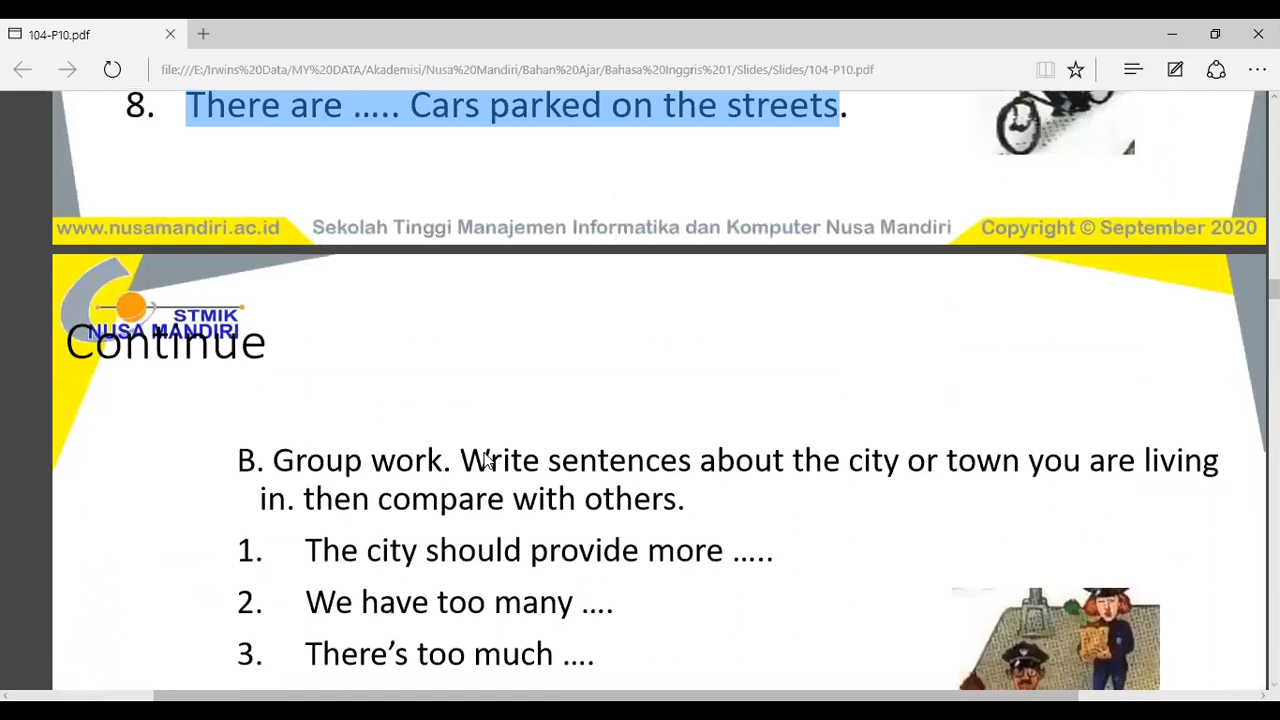 104-P10.pdf
file:///E:/Irwins%20Data/MY%20DATA/Akademisi/Nusa%20Mandiri/Bahan%20Ajar/Bahasa%20Inggris%201/Slides/Slides/104-P10.pdf
8. There are ..... Cars parked on the streets.
www.nusamandiri.ac.id Sekolah Tinggi Manajemen Informatika dan Komputer Nusa Mandiri Copyright © September 2020
STMIK
NUSA MANDIRI
Continue
B. Group work. Write sentences about the city or town you are living
in. then compare with others.
1. The city should provide more .....
2. We have too many ....
3. There’s too much ....